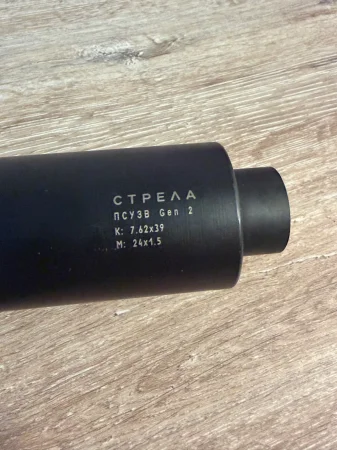 СТРЕЛА
ПСУЗВ Gen 2
К: 7.62x39
М: 24x1.5